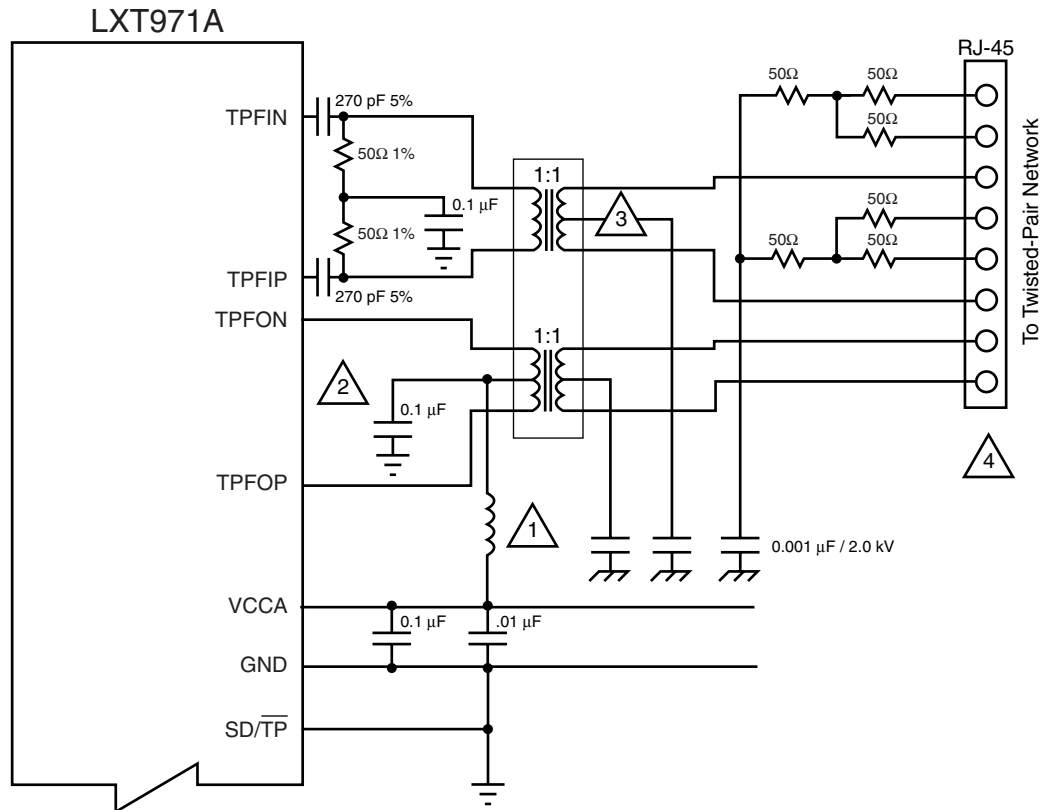 LXT971A
RJ-45
50Ω
50Ω
270 pF 5%
TPFIN
50Ω
To Twisted-Pair Network
50Ω 1%
1:1
0.1 µF
3
50Ω
50Ω 1%
50Ω
50Ω
TPFIP
270 pF 5%
TPFON
1:1
2
0.1 µF
4
TPFOP
1
0.001 µF / 2.0 kV
VCCA
0.1 µF
.01 µF
GND
SD/T̅P̅